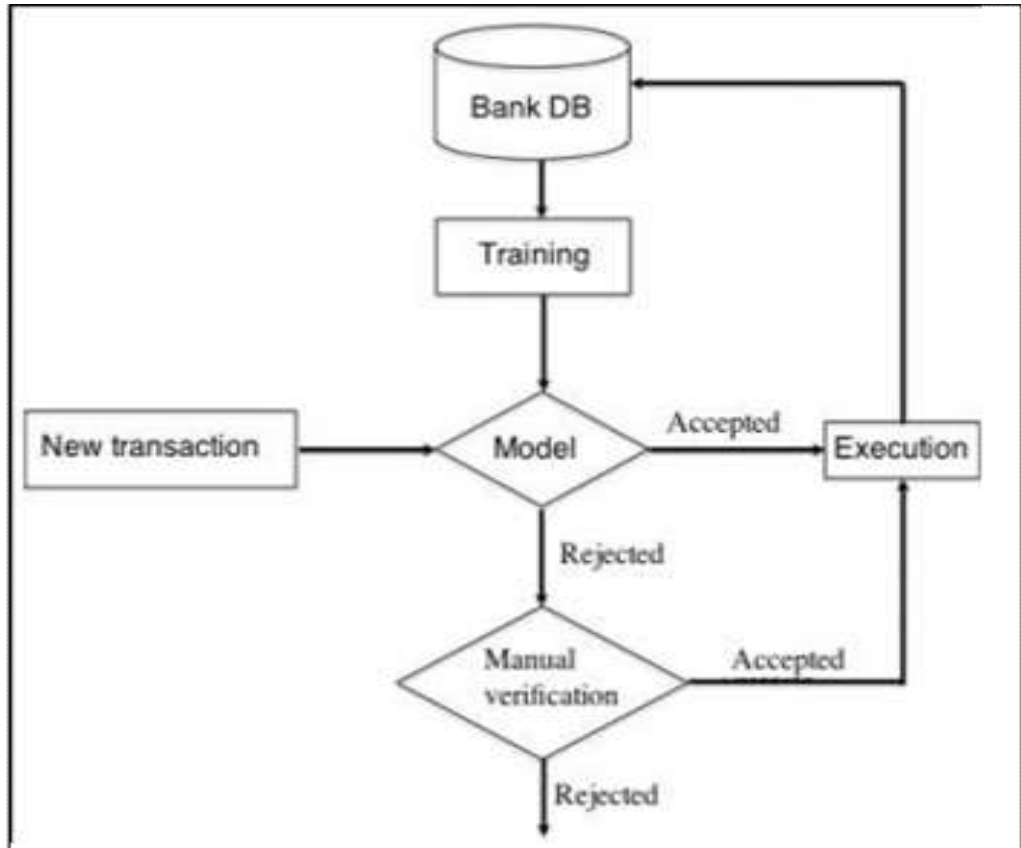 Bank DB
Training
New transaction
Model
Accepted
Execution
Rejected
Manual
verification
Accepted
Rejected